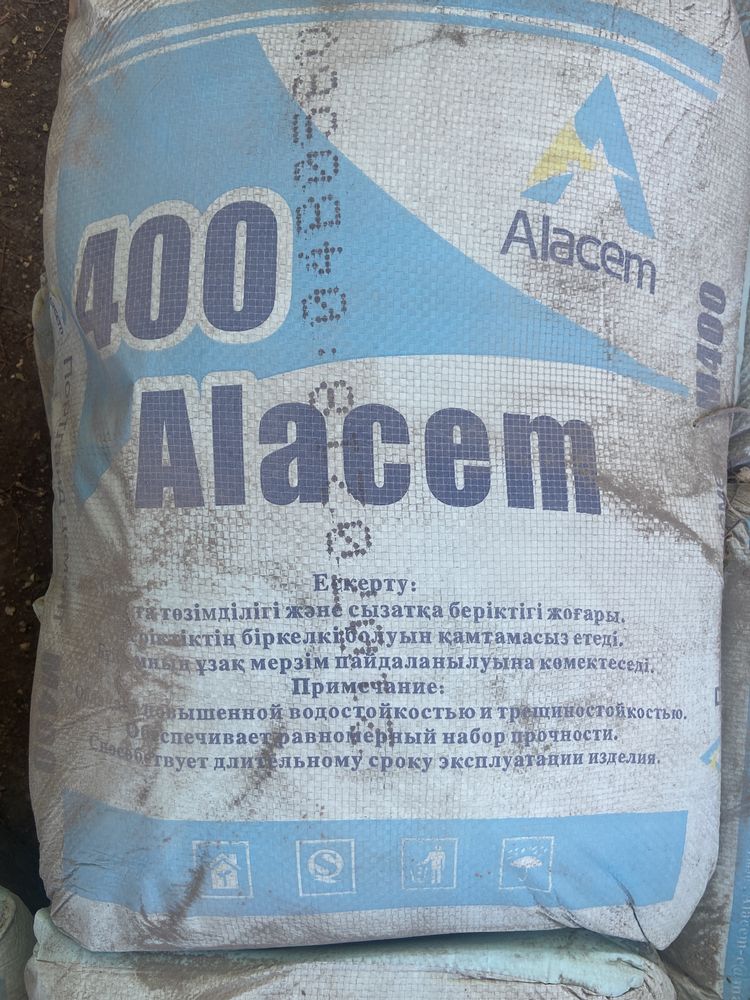 Alacem
400
M400
Alacem
Ескерту:
төзімділігі және сызатқа беріктігі жоғары.
біркелкі болуын қамтамасыз етеді.
ұзақ мерзім пайдаланылуына көмектеседі.
Примечание:
повышенной водостойкостью и трещиностойкостью.
Обеспечивает равномерный набор прочности.
Способствует длительному сроку эксплуатации изделия.